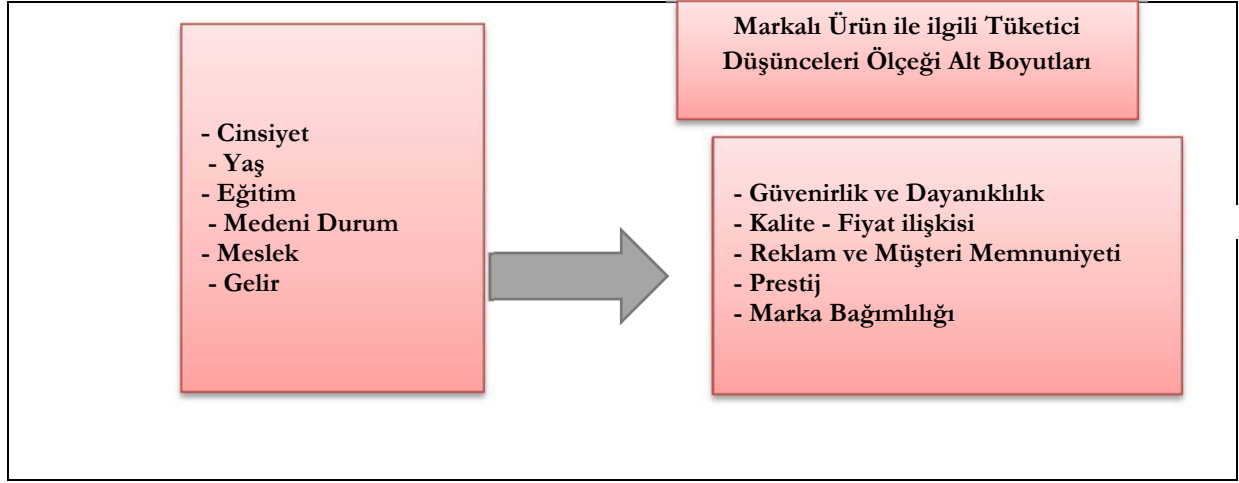 - Cinsiyet
- Yaş
- Eğitim
- Medeni Durum
- Meslek
- Gelir
Markalı Ürün ile ilgili Tüketici
Düşünceleri Ölçeği Alt Boyutları
- Güvenirlik ve Dayanıklılık
- Kalite - Fiyat ilişkisi
- Reklam ve Müşteri Memnuniyeti
- Prestij
- Marka Bağımlılığı